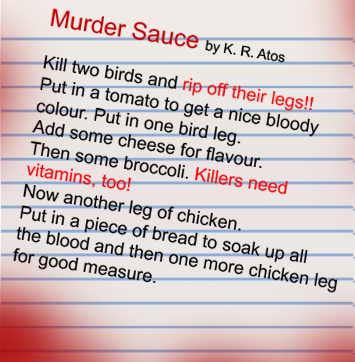 Murder Sauce by K. R. Atos
Kill two birds and rip off their legs!!
Put in a tomato to get a nice bloody
colour. Put in one bird leg.
Add some cheese for flavour.
Then some broccoli. Killers need
vitamins, too!
Now another leg of chicken.
Put in a piece of bread to soak up all
the blood and then one more chicken leg
for good measure.